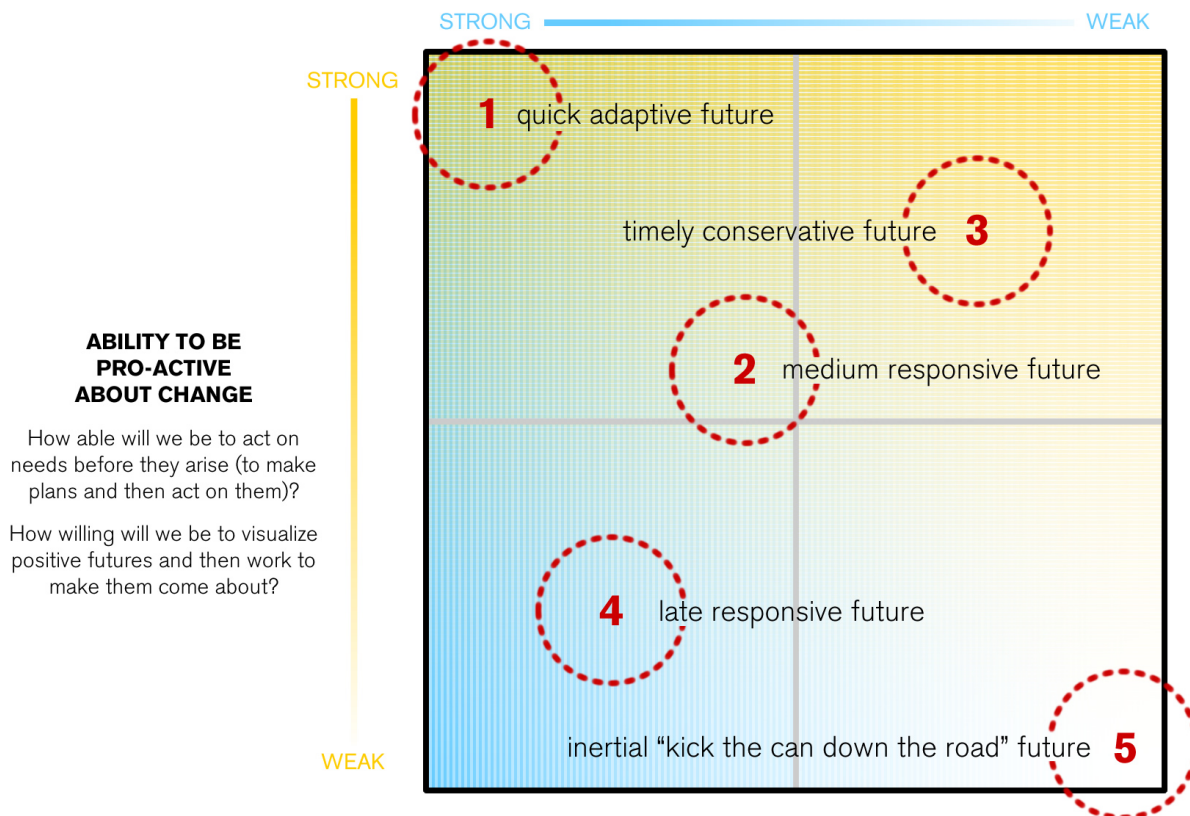 STRONG WEAK
STRONG
1 quick adaptive future
timely conservative future 3
ABILITY TO BE
PRO-ACTIVE
ABOUT CHANGE
2 medium responsive future
How able will we be to act on
needs before they arise (to make
plans and then act on them)?
How willing will we be to visualize
positive futures and then work to
make them come about?
4 late responsive future
inertial “kick the can down the road” future 5
WEAK